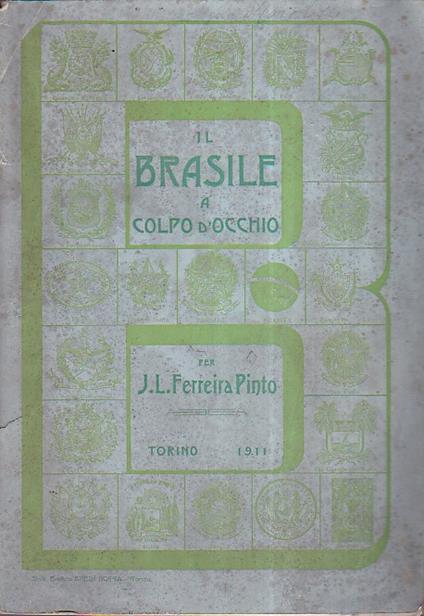 IL
BRASILE
A
COLPO D'OCCHIO
PER
J.L. Ferreira Pinto
TORINO 1911